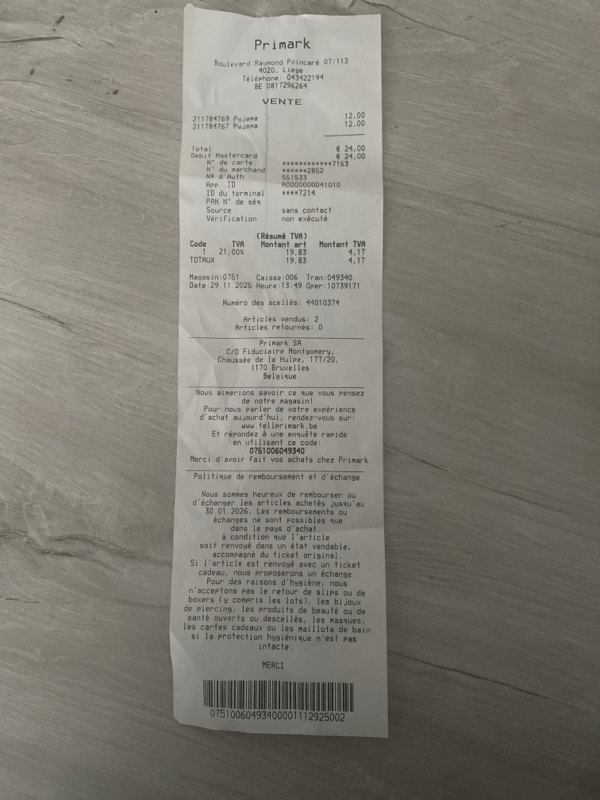 Primark
Boulevard Raymond Poincaré 07/113
4020, Liege
Téléphone: 043422194
BE 0817296264
VENTE
211784769 Pyjama 12,00
211784767 Pyjama 12,00
Total € 24,00
Debit Mastercard € 24,00
N° de carte. ************7163
N° du marchand ******2852
Nº d'Auth 551533
App. ID A0000000041010
ID du terminal ****7214
PAN N° de séq
Source sans contact
Vérification non exécuté
(Résumé TVA)
Code TVA Montant art Montant TVA
1 21,00% 19,83 4,17
TOTAUX 19,83 4,17
Magasin:0751 Caisse:006 Tran:049340
Date:29.11.2025 Heure:13:49 Oper:10739171
Numéro des scellés: 44010374
Articles vendus: 2
Articles retournés: 0
Primark SA
C/O Fiduciaire Montgomery,
Chaussée de la Hulpe, 177/20,
1170 Bruxelles
Belgique
Nous aimerions savoir ce que vous pensez
de notre magasin!
Pour nous parler de votre expérience
d'achat aujourd'hui, rendez-vous sur:
www.tellprimark.be
Et répondez à une enquête rapide
en utilisant ce code:
0751006049340
Merci d'avoir fait vos achats chez Primark
Politique de remboursement et d'échange
Nous sommes heureux de rembourser ou
d'échanger les articles achetés jusqu'au
30.01.2026. Les remboursements ou
échanges ne sont possibles que
dans le pays d'achat.
à condition que l'article
soit renvoyé dans un état vendable,
accompagné du ticket original.
Si l'article est renvoyé avec un ticket
cadeau, nous proposerons un échange.
Pour des raisons d'hygiène, nous
n'acceptons pas le retour de slips ou de
boxers (y compris les lots), les bijoux
de piercing, les produits de beauté ou de
santé ouverts ou descellés, les masques,
les cartes cadeaux ou les maillots de bain
si la protection hygiénique n'est pas
intacte.
MERCI
07510060493400001112925002